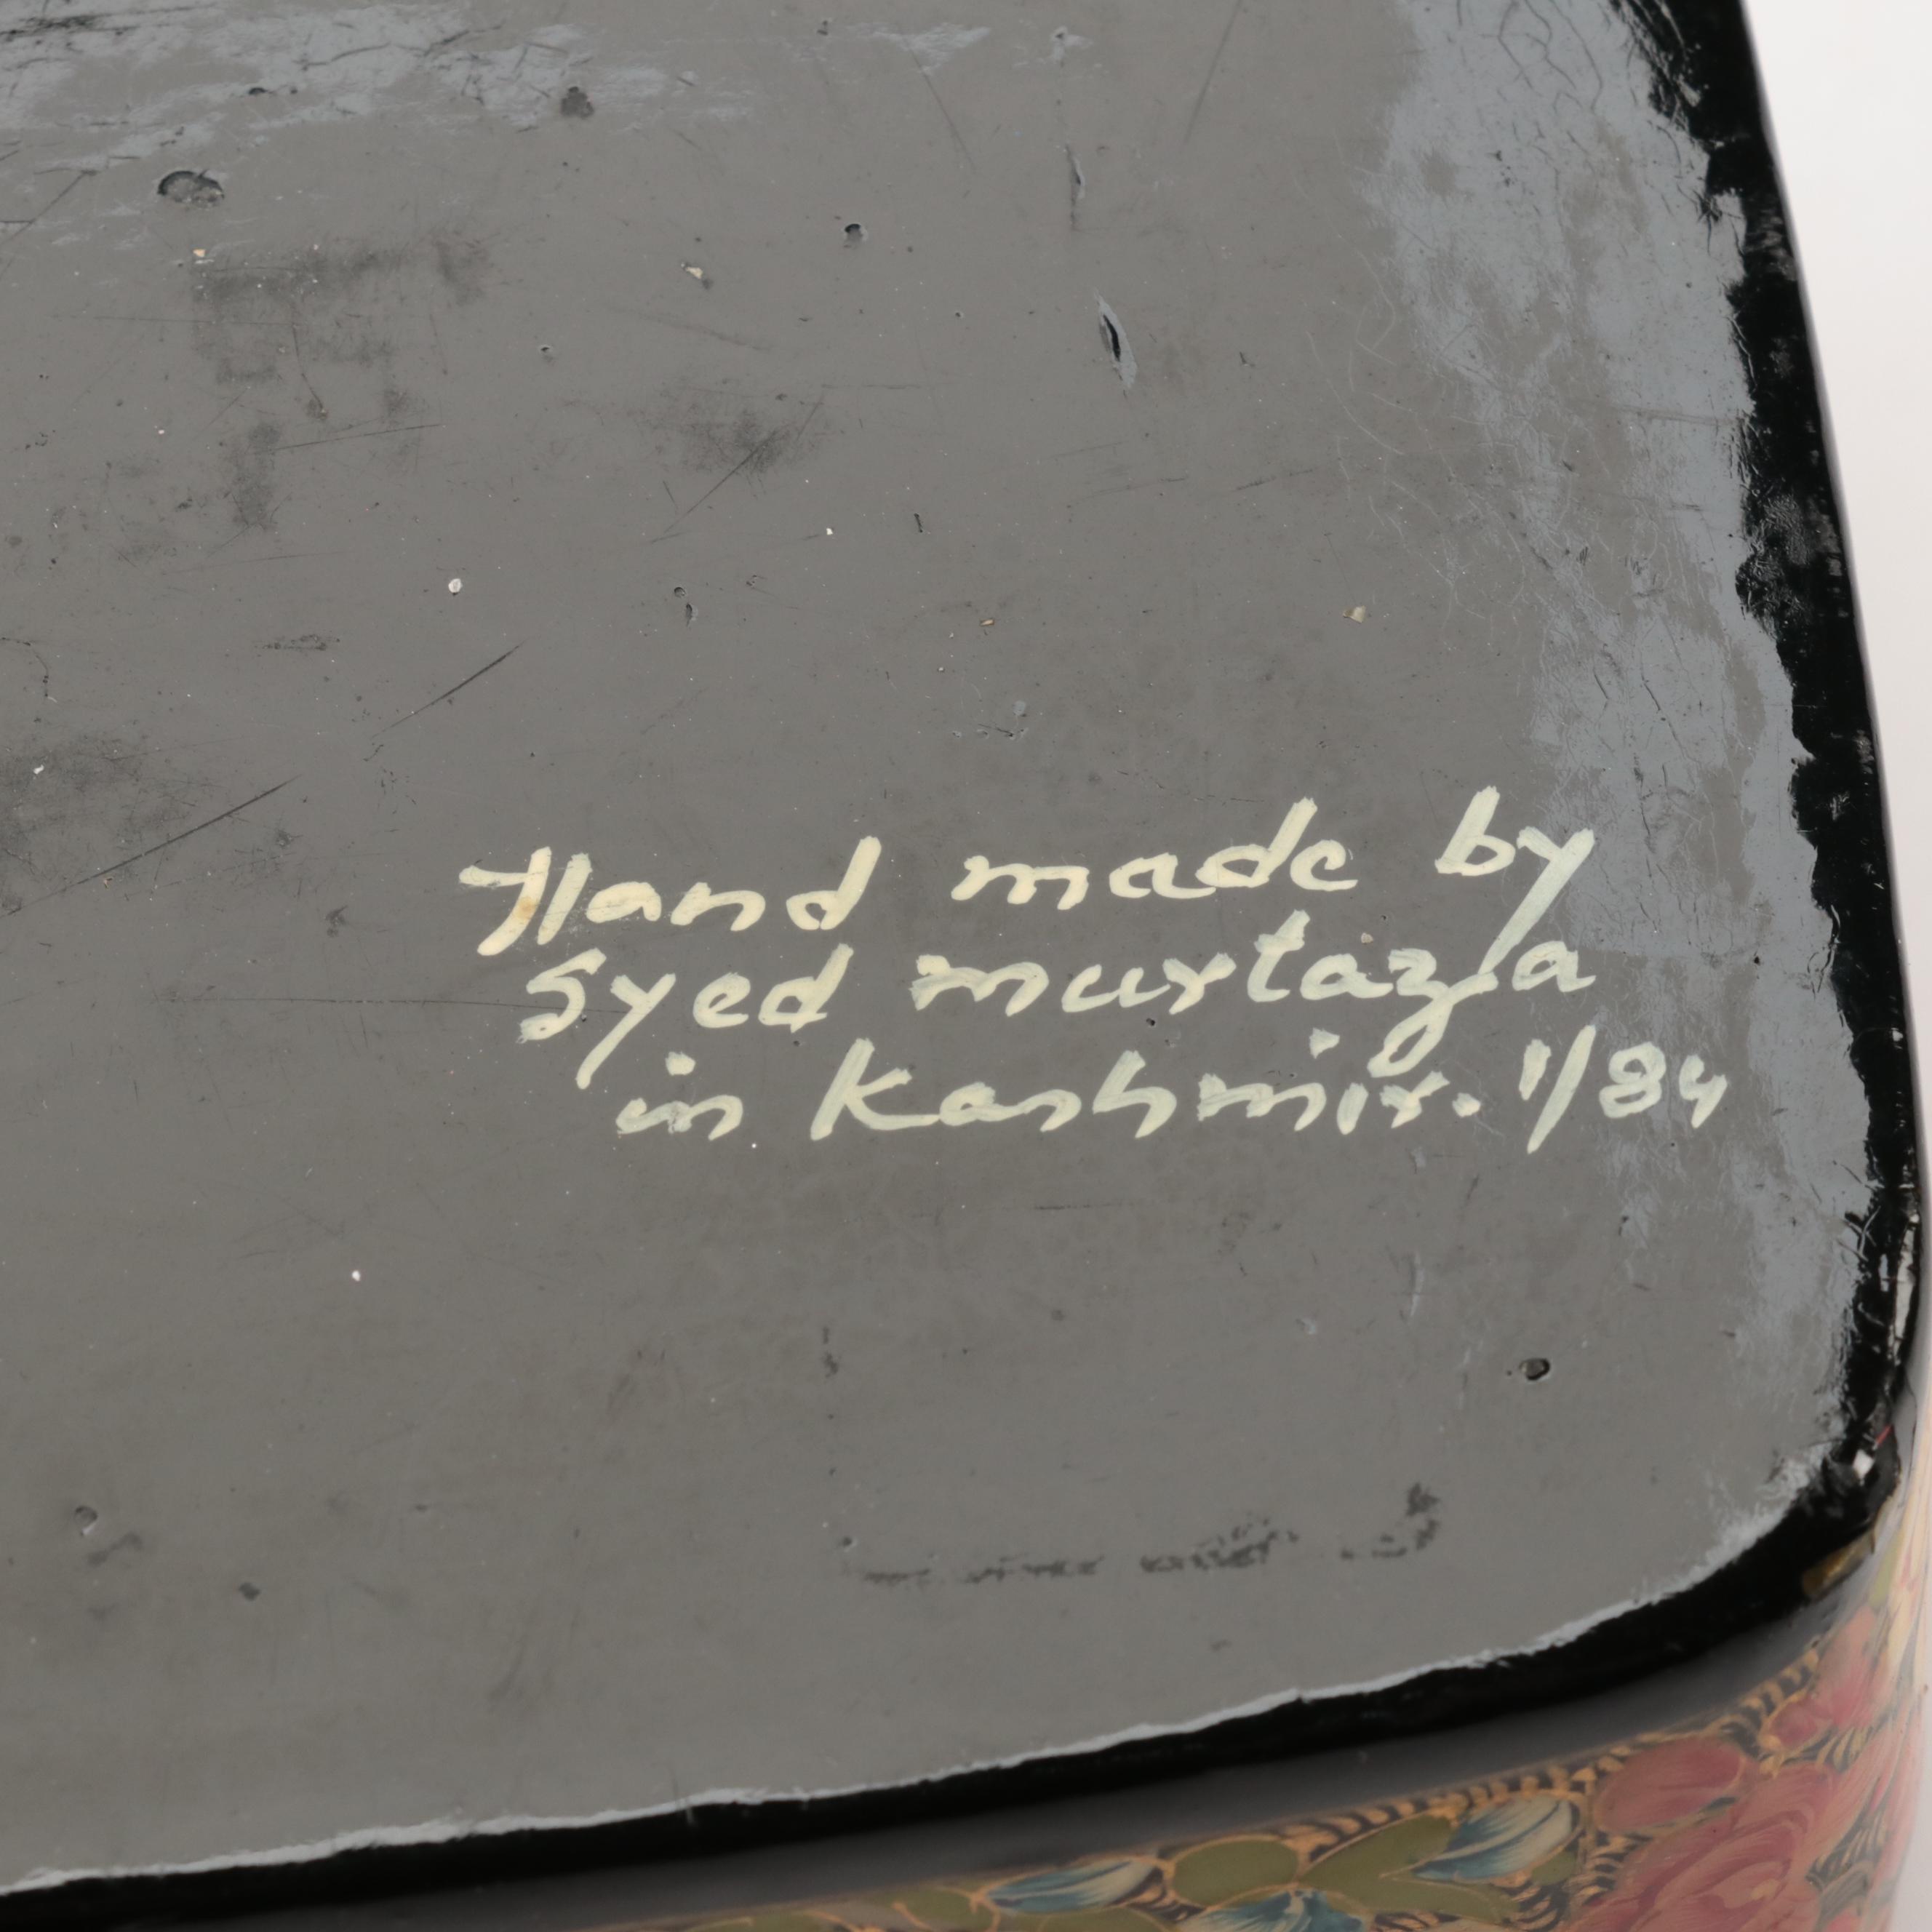 Hand made by
Syed murtaza
in Kashmir. 1/84